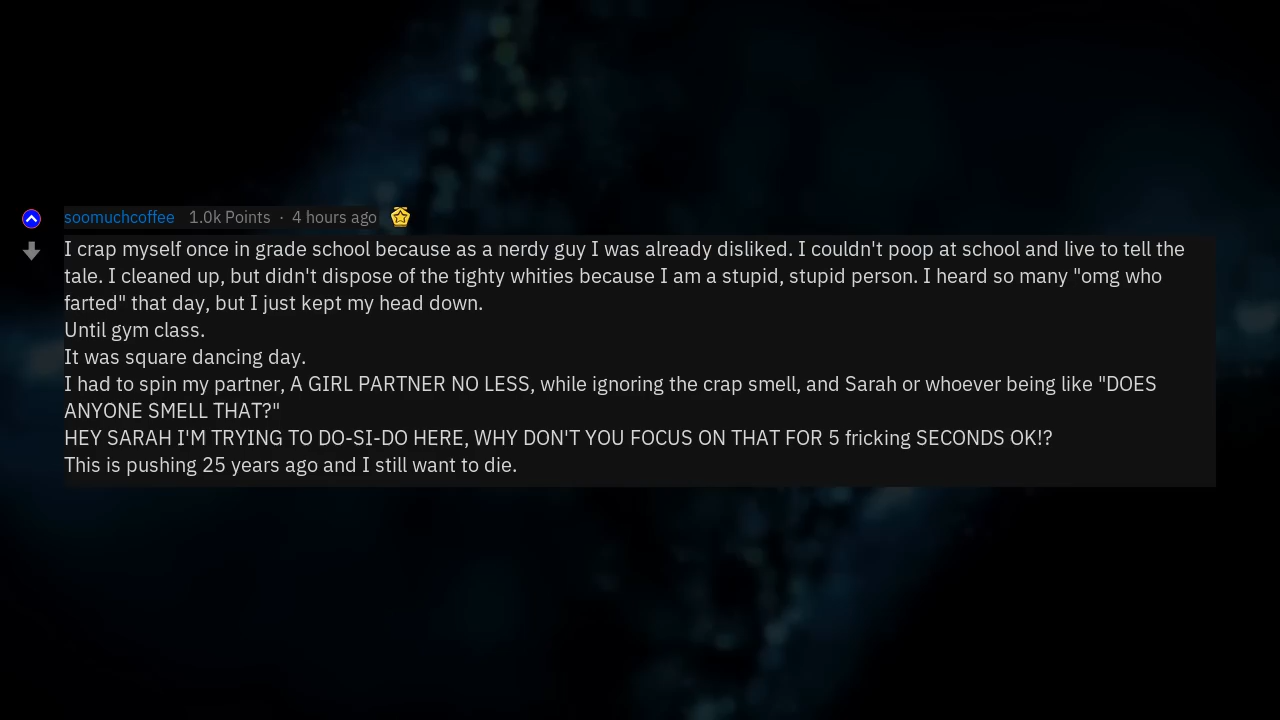 soomuchcoffee 1.0k Points · 4 hours ago
I crap myself once in grade school because as a nerdy guy I was already disliked. I couldn't poop at school and live to tell the
tale. I cleaned up, but didn't dispose of the tighty whities because I am a stupid, stupid person. I heard so many "omg who
farted" that day, but I just kept my head down.
Until gym class.
It was square dancing day.
I had to spin my partner, A GIRL PARTNER NO LESS, while ignoring the crap smell, and Sarah or whoever being like "DOES
ANYONE SMELL THAT?"
HEY SARAH I'M TRYING TO DO-SI-DO HERE, WHY DON'T YOU FOCUS ON THAT FOR 5 fricking SECONDS OK!?
This is pushing 25 years ago and I still want to die.